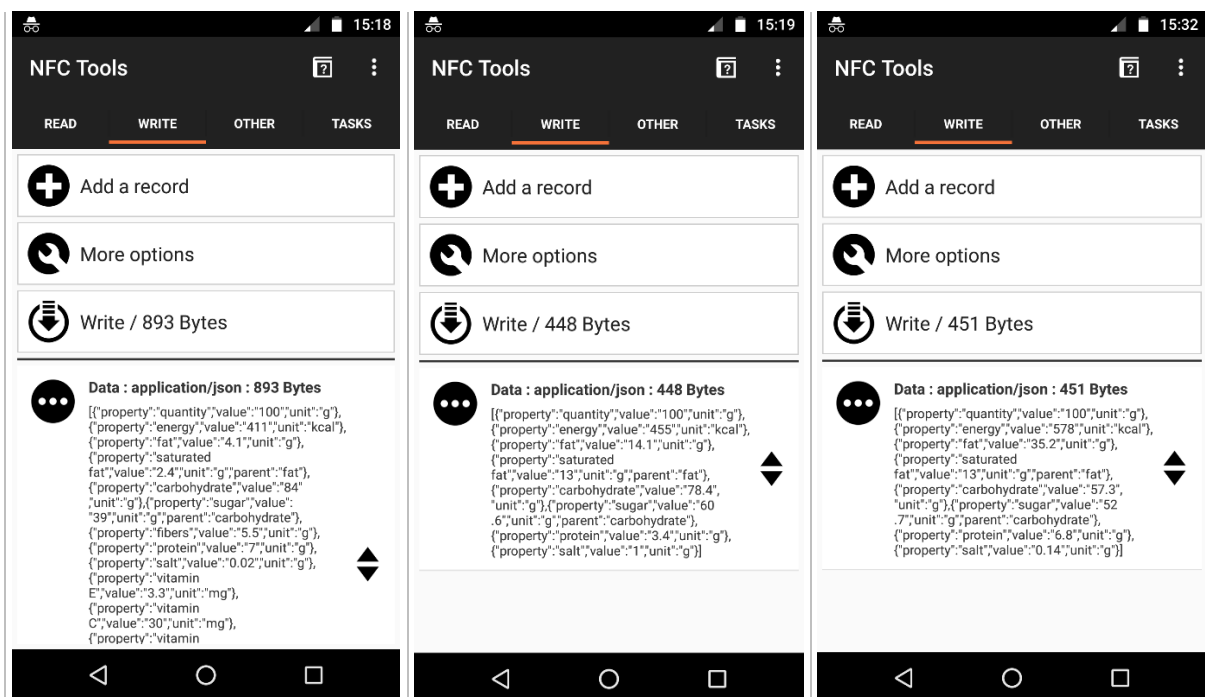 15:18
NFC Tools
READ WRITE OTHER TASKS
Add a record
More options
Write / 893 Bytes
Data : application/json : 893 Bytes
[{"property":"quantity","value":"100","unit":"g"},
{"property":"energy","value":"411","unit":"kcal"},
{"property":"fat","value":"4.1","unit":"g"},
{"property":"saturated
fat","value":"2.4","unit":"g","parent":"fat"},
{"property":"carbohydrate","value":"84"
,"unit":"g"},{"property":"sugar","value":
"39","unit":"g","parent":"carbohydrate"},
{"property":"fibers","value":"5.5","unit":"g"},
{"property":"protein","value":"7","unit":"g"},
{"property":"salt","value":"0.02","unit":"g"},
{"property":"vitamin
E","value":"3.3","unit":"mg"},
{"property":"vitamin
C","value":"30","unit":"mg"},
{"property":"vitamin
15:19
NFC Tools
READ WRITE OTHER TASKS
Add a record
More options
Write / 448 Bytes
Data : application/json : 448 Bytes
[{"property":"quantity","value":"100","unit":"g"},
{"property":"energy","value":"455","unit":"kcal"},
{"property":"fat","value":"14.1","unit":"g"},
{"property":"saturated
fat","value":"13","unit":"g","parent":"fat"},
{"property":"carbohydrate","value":"78.4",
"unit":"g"},{"property":"sugar","value":"60
.6","unit":"g","parent":"carbohydrate"},
{"property":"protein","value":"3.4","unit":"g"},
{"property":"salt","value":"1","unit":"g"}]
15:32
NFC Tools
READ WRITE OTHER TASKS
Add a record
More options
Write / 451 Bytes
Data : application/json : 451 Bytes
[{"property":"quantity","value":"100","unit":"g"},
{"property":"energy","value":"578","unit":"kcal"},
{"property":"fat","value":"35.2","unit":"g"},
{"property":"saturated
fat","value":"13","unit":"g","parent":"fat"},
{"property":"carbohydrate","value":"57.3",
"unit":"g"},{"property":"sugar","value":"52
.7","unit":"g","parent":"carbohydrate"},
{"property":"protein","value":"6.8","unit":"g"},
{"property":"salt","value":"0.14","unit":"g"}]